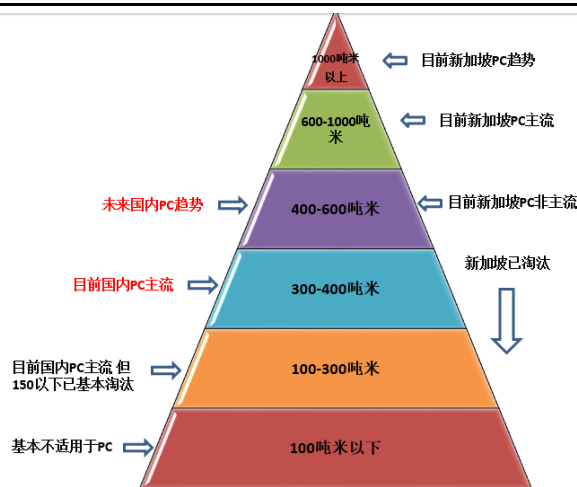 1000吨米
以上
目前新加坡PC趋势
600-1000吨
米
目前新加坡PC主流
未来国内PC趋势
400-600吨米
目前新加坡PC非主流
目前国内PC主流
300-400吨米
新加坡已淘汰
目前国内PC主流 但
150以下已基本淘汰
100-300吨米
基本不适用于PC
100吨米以下